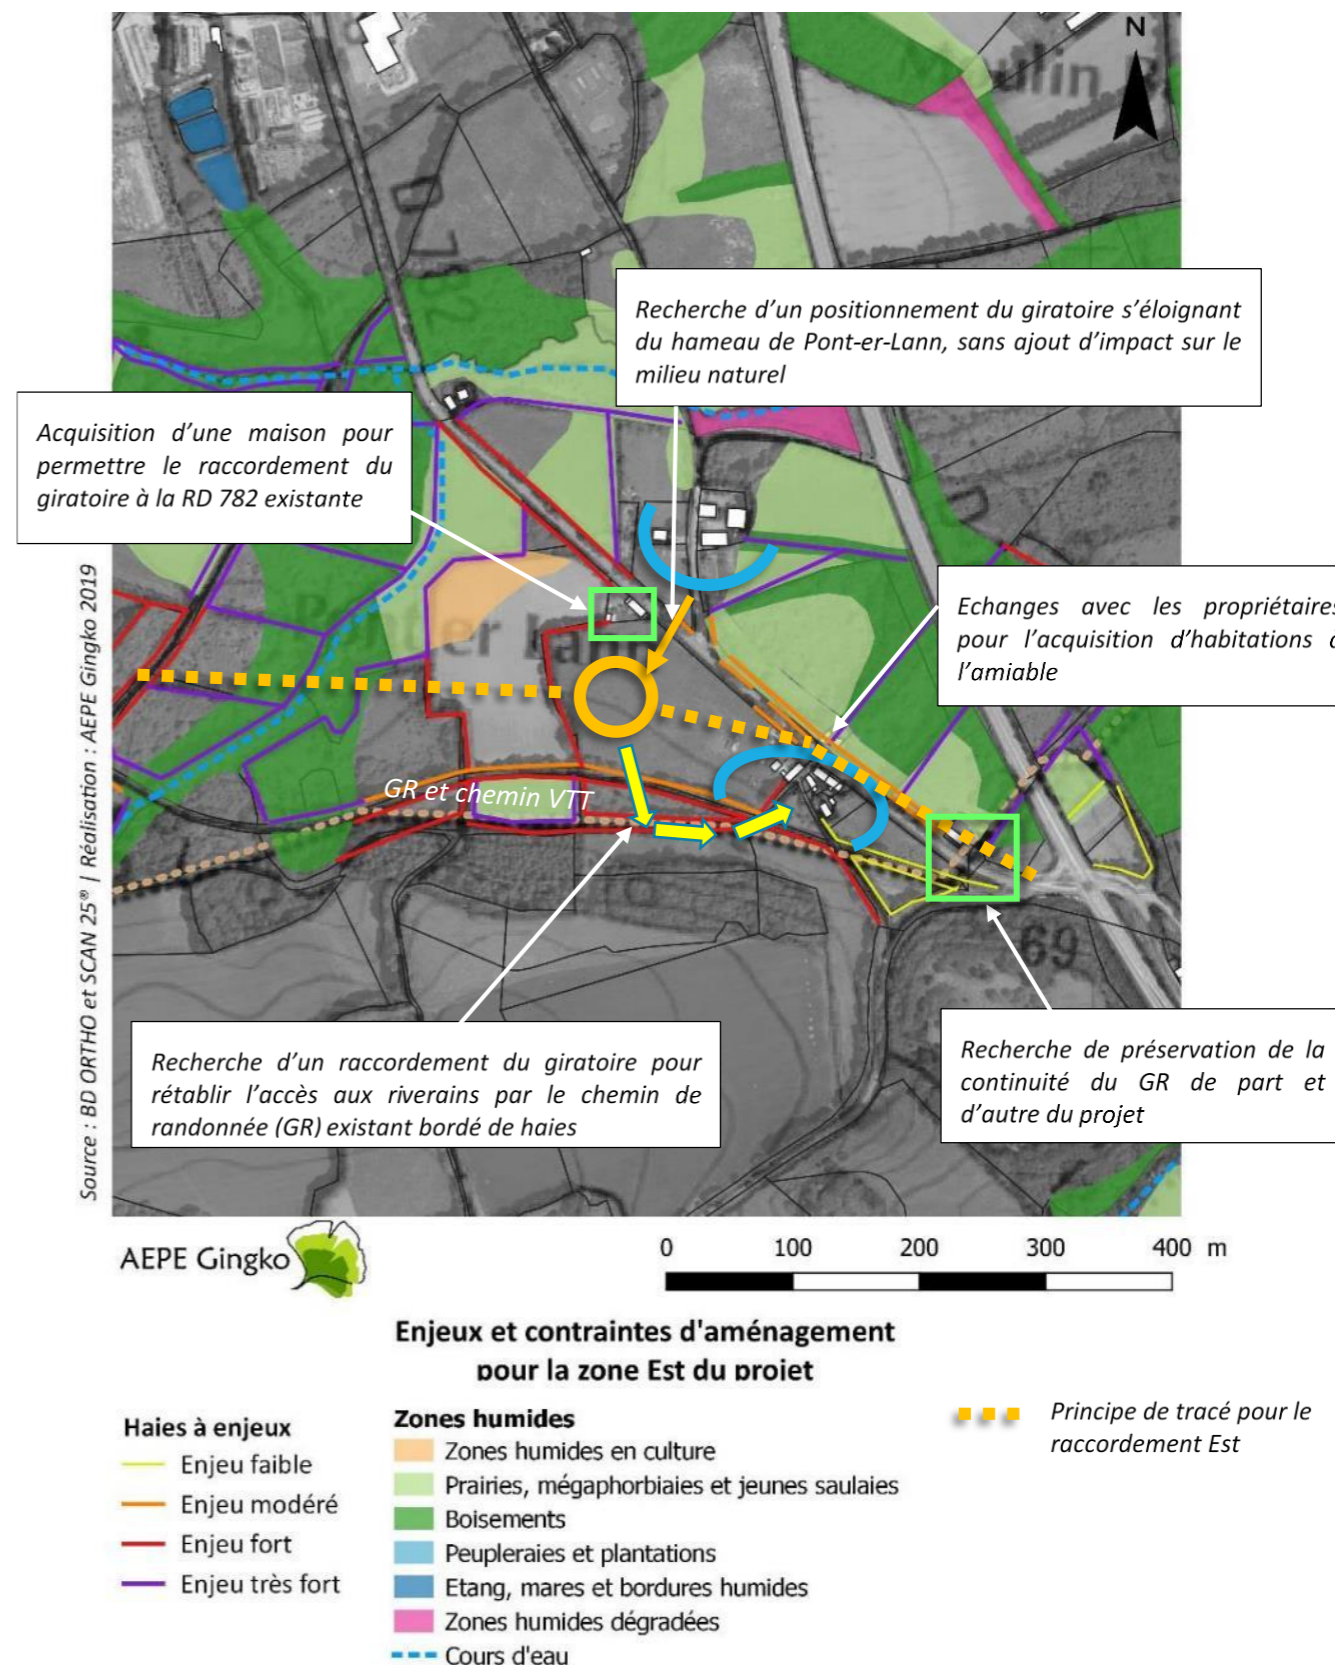 N
Moulin
Recherche d'un positionnement du giratoire s'éloignant
du hameau de Pont-er-Lann, sans ajout d'impact sur le
milieu naturel
Acquisition d'une maison pour
permettre le raccordement du
giratoire à la RD 782 existante
Echanges avec les propriétaires
pour l'acquisition d'habitations
l'amiable
GR et chemin VTT
69
Recherche d'un raccordement du giratoire pour
rétablir l'accès aux riverains par le chemin de
randonnée (GR) existant bordé de haies
Recherche de préservation de la
continuité du GR de part et
d'autre du projet
Source : BD ORTHO et SCAN 25® | Réalisation : AEPE Gingko 2019
AEPE Gingko
0 100 200 300 400 m
Enjeux et contraintes d'aménagement
pour la zone Est du projet
Haies à enjeux
Enjeu faible
Enjeu modéré
Enjeu fort
Enjeu très fort
Zones humides
Zones humides en culture
Prairies, mégaphorbiaies et jeunes saulaies
Boisements
Peupleraies et plantations
Etang, mares et bordures humides
Zones humides dégradées
Cours d'eau
Principe de tracé pour le
raccordement Est